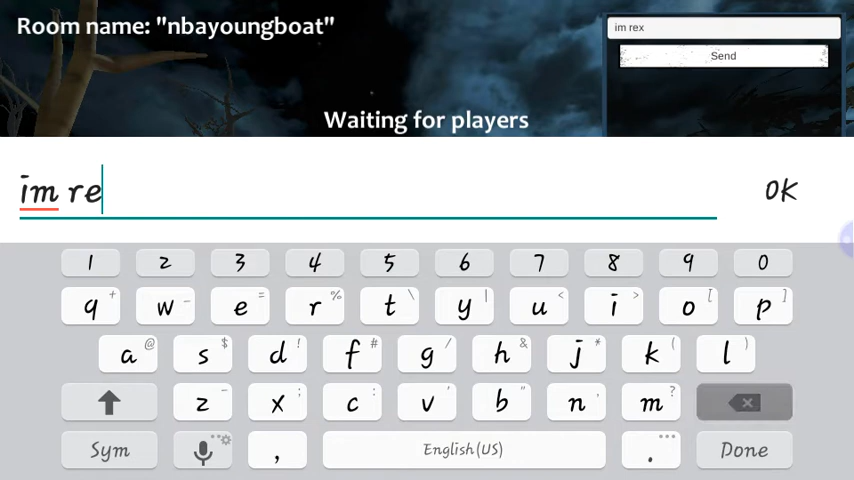 Room name: "nbayoungboat"
im rex
Send
Waiting for players
im re
OK
1 2 3 4 5 6 7 8 9 0
q + w - e = r % t \ y | u < i > o [ p ]
a @ s $ d ! f # g / h & j * k ( l )
z - x ; c : v ' b " n , m ?
Sym , English(US) . ... Done